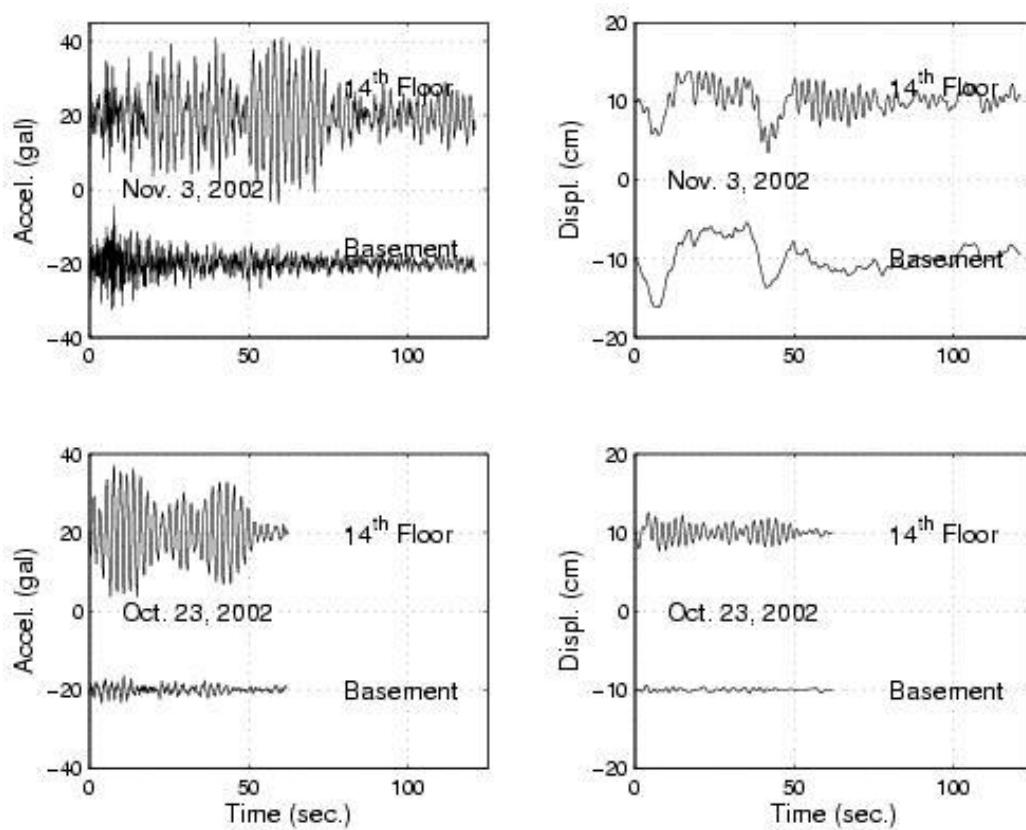 40
20
0
−20
−40
0
50
100
Accel. (gal)
14th Floor
Nov. 3, 2002
Basement
20
10
0
−10
−20
0
50
100
Displ. (cm)
14th Floor
Nov. 3, 2002
Basement
40
20
0
−20
−40
0
50
100
Accel. (gal)
Time (sec.)
14th Floor
Oct. 23, 2002
Basement
20
10
0
−10
−20
0
50
100
Displ. (cm)
Time (sec.)
14th Floor
Oct. 23, 2002
Basement